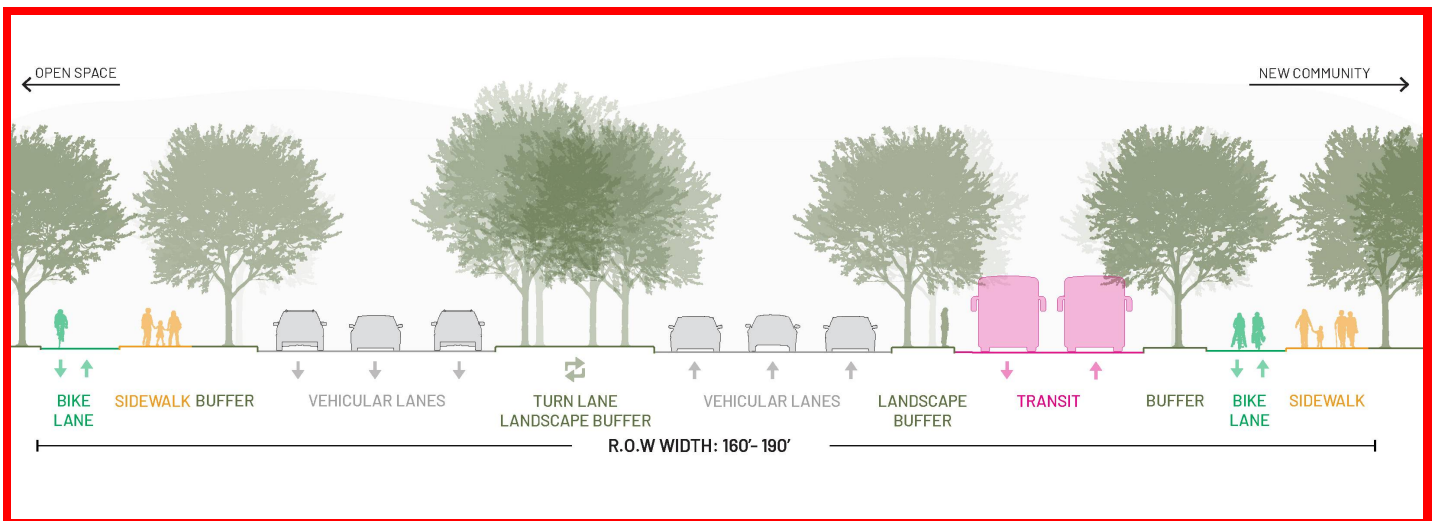 OPEN SPACE
NEW COMMUNITY
BIKE LANE
SIDEWALK
BUFFER
VEHICULAR LANES
TURN LANE
LANDSCAPE BUFFER
VEHICULAR LANES
LANDSCAPE
BUFFER
TRANSIT
BUFFER
BIKE
LANE
SIDEWALK
R.O.W WIDTH: 160'- 190'